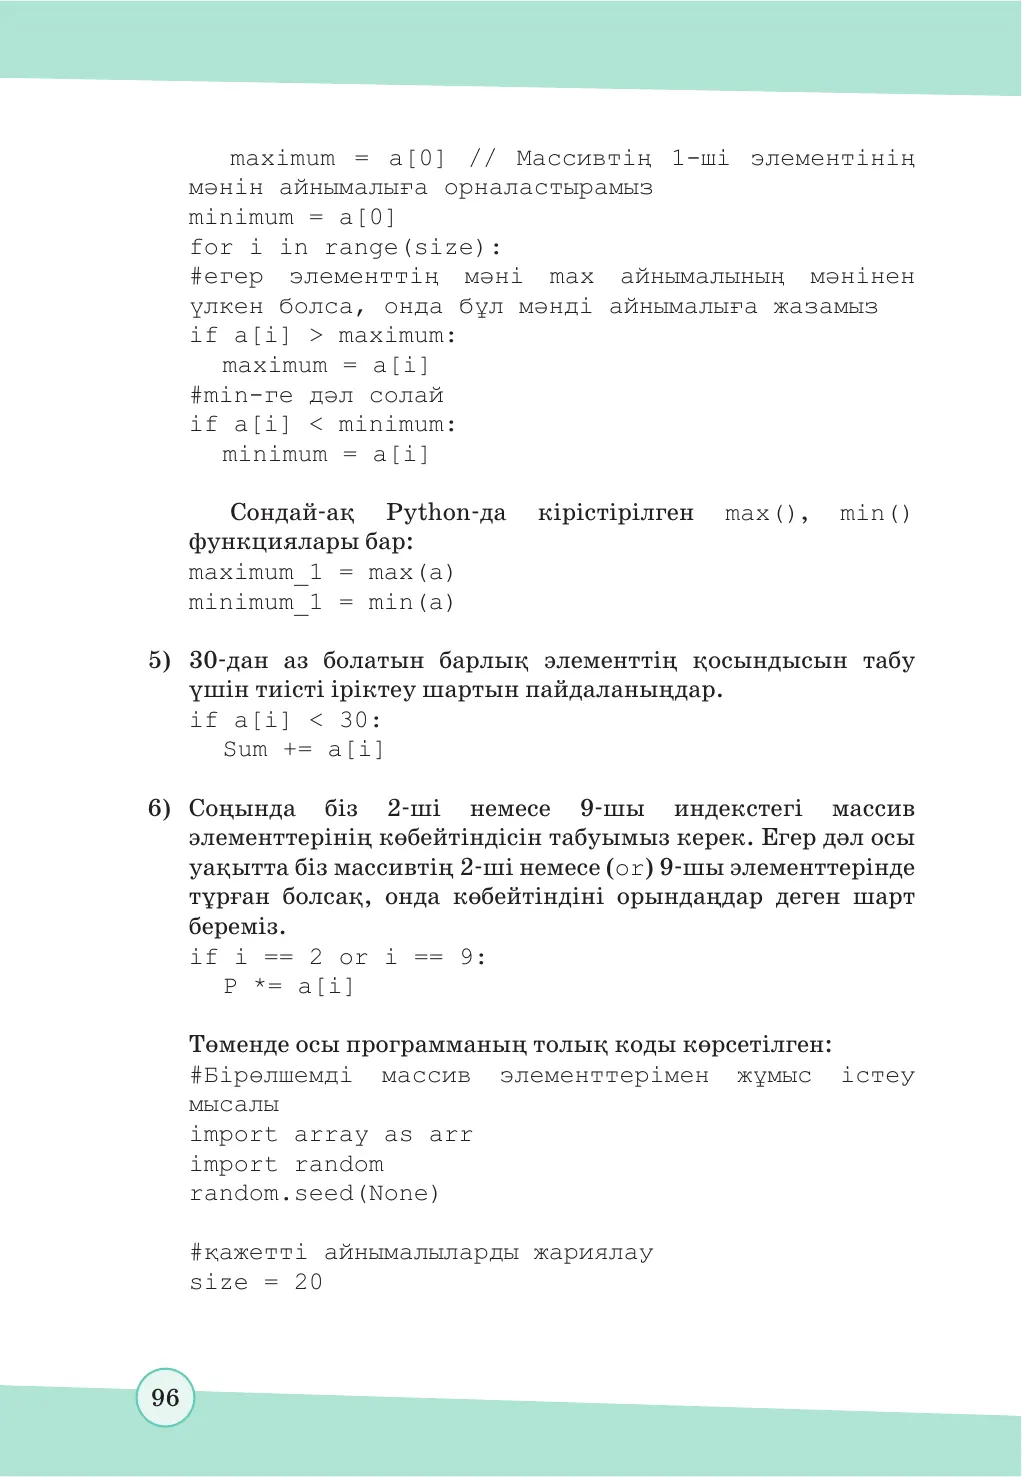 maximum = a[0] // Массивтің 1-ші элементінің
мәнін айнымалыға орналастырамыз
minimum = a[0]
for i in range(size):
#егер элементтің мәні max айнымалының мәнінен
үлкен болса, онда бұл мәнді айнымалыға жазамыз
if a[i] > maximum:
maximum = a[i]
#min-ге дәл солай
if a[i] < minimum:
minimum = a[i]
Сондай-ақ Python-да кірістірілген max(), min()
функциялары бар:
maximum_1 = max(a)
minimum_1 = min(a)
5) 30-дан аз болатын барлық элементтің қосындысын табу
үшін тиісті іріктеу шартын пайдаланыңдар.
if a[i] < 30:
Sum += a[i]
6) Соңында біз 2-ші немесе 9-шы индекстегі массив
элементтерінің көбейтіндісін табуымыз керек. Егер дәл осы
уақытта біз массивтің 2-ші немесе (or) 9-шы элементтерінде
тұрған болсақ, онда көбейтіндіні орындаңдар деген шарт
береміз.
if i == 2 or i == 9:
P *= a[i]
Төменде осы программаның толық коды көрсетілген:
#Бірөлшемді массив элементтерімен жұмыс істеу
мысалы
import array as arr
import random
random.seed(None)
#қажетті айнымалыларды жариялау
size = 20
96